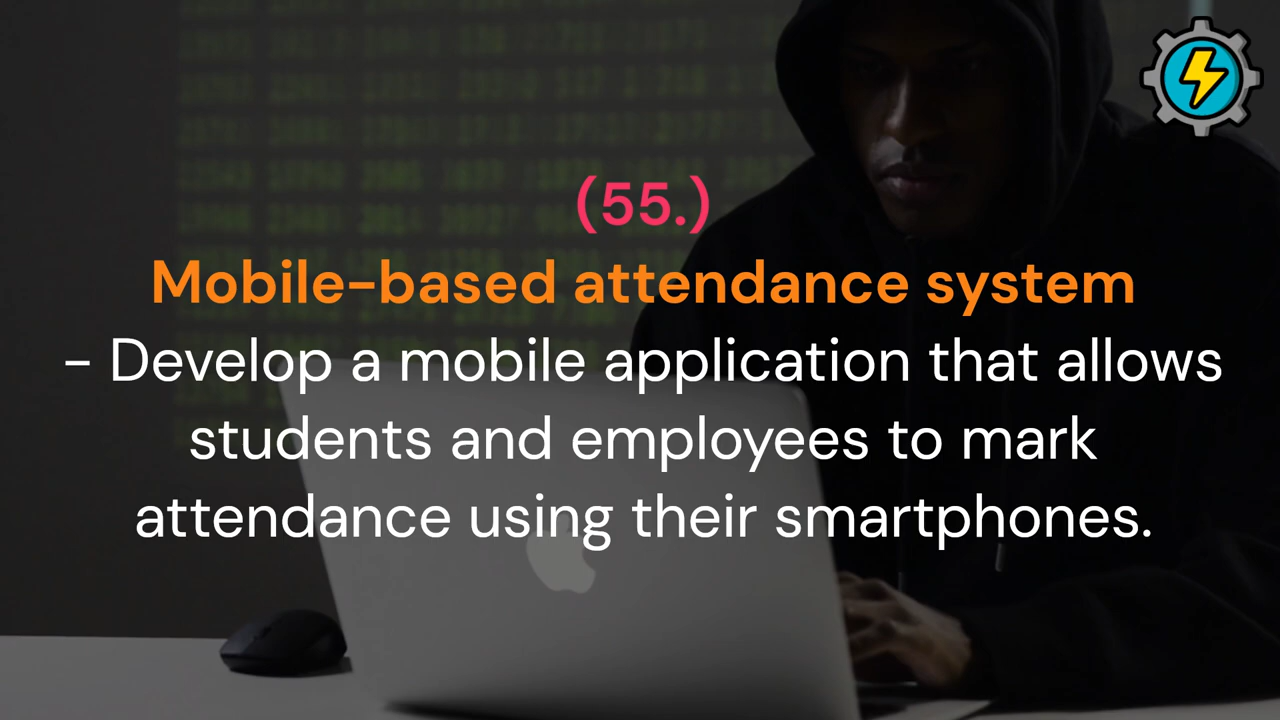 (55.)
Mobile-based attendance system
- Develop a mobile application that allows
students and employees to mark
attendance using their smartphones.